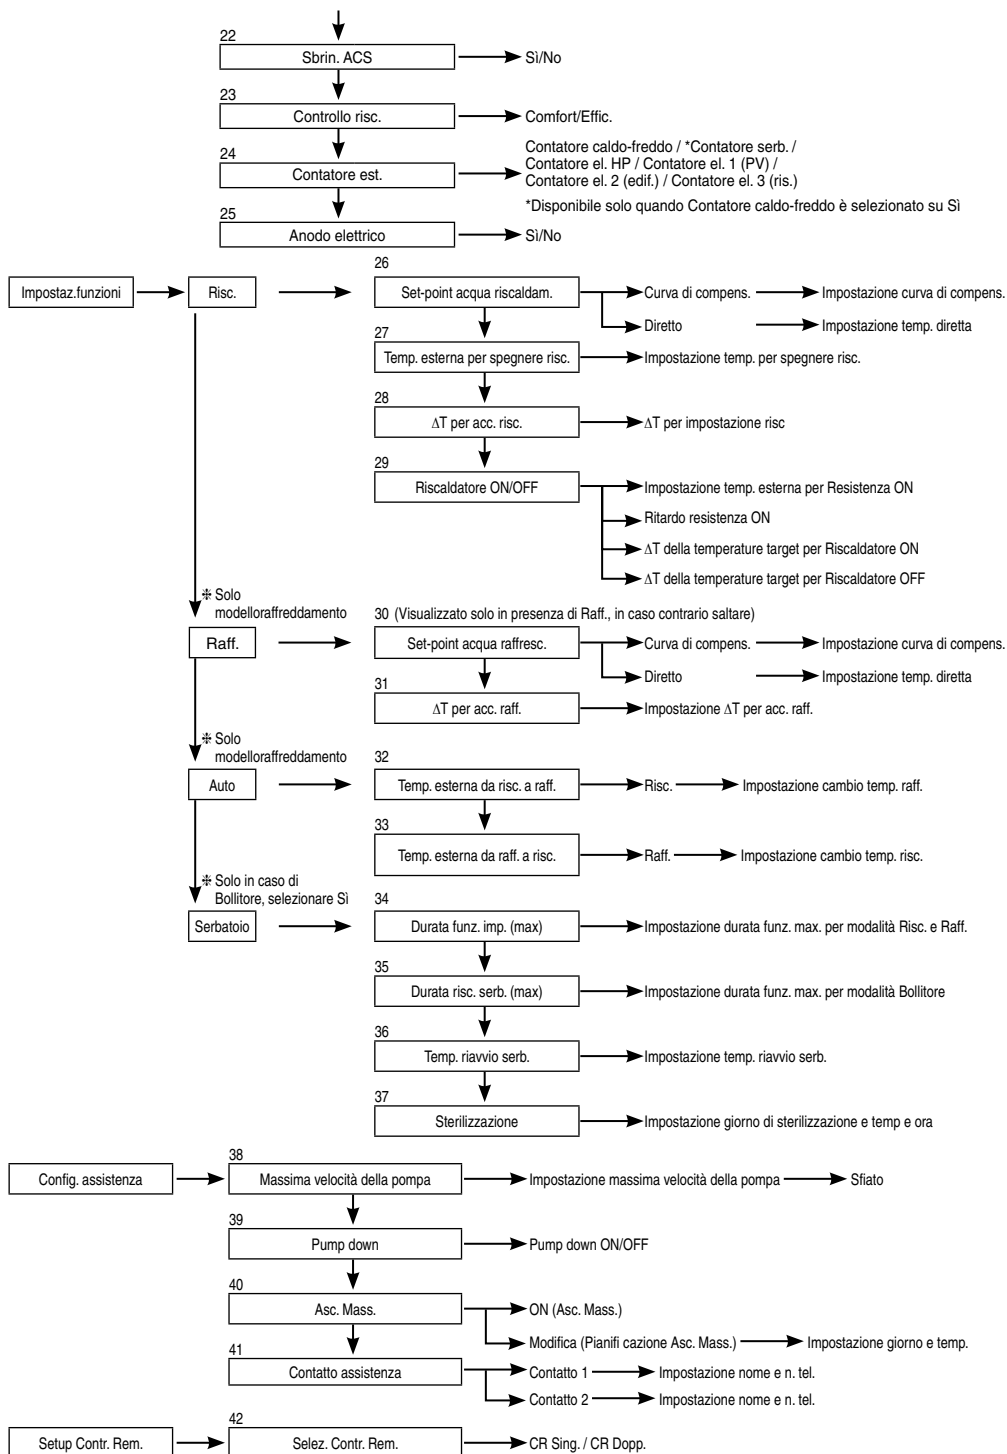 22
Sbrin. ACS
Sì/No
23
Controllo risc.
Comfort/Effic.
24
Contatore est.
Contatore caldo-freddo / *Contatore serb. /
Contatore el. HP / Contatore el. 1 (PV) /
Contatore el. 2 (edif.) / Contatore el. 3 (ris.)
*Disponibile solo quando Contatore caldo-freddo è selezionato su Sì
25
Anodo elettrico
Sì/No
Impostaz.funzioni
Risc.
26
Set-point acqua riscaldam.
Curva di compens.
Impostazione curva di compens.
Diretto
Impostazione temp. diretta
27
Temp. esterna per spegnere risc.
Impostazione temp. per spegnere risc.
28
ΔT per acc. risc.
ΔT per impostazione risc
29
Riscaldatore ON/OFF
Impostazione temp. esterna per Resistenza ON
Ritardo resistenza ON
ΔT della temperature target per Riscaldatore ON
ΔT della temperature target per Riscaldatore OFF
❈ Solo
modelloraffreddamento
Raff.
30 (Visualizzato solo in presenza di Raff., in caso contrario saltare)
Set-point acqua raffresc.
Curva di compens.
Impostazione curva di compens.
Diretto
Impostazione temp. diretta
31
ΔT per acc. raff.
Impostazione ΔT per acc. raff.
❈ Solo
modelloraffreddamento
Auto
32
Temp. esterna da risc. a raff.
Risc.
Impostazione cambio temp. raff.
33
Temp. esterna da raff. a risc.
Raff.
Impostazione cambio temp. risc.
❈ Solo in caso di
Bollitore, selezionare Sì
Serbatoio
34
Durata funz. imp. (max)
Impostazione durata funz. max. per modalità Risc. e Raff.
35
Durata risc. serb. (max)
Impostazione durata funz. max. per modalità Bollitore
36
Temp. riavvio serb.
Impostazione temp. riavvio serb.
37
Sterilizzazione
Impostazione giorno di sterilizzazione e temp e ora
Config. assistenza
38
Massima velocità della pompa
Impostazione massima velocità della pompa
Sfiato
39
Pump down
Pump down ON/OFF
40
Asc. Mass.
ON (Asc. Mass.)
Modifica (Pianifi cazione Asc. Mass.)
Impostazione giorno e temp.
41
Contatto assistenza
Contatto 1
Impostazione nome e n. tel.
Contatto 2
Impostazione nome e n. tel.
Setup Contr. Rem.
42
Selez. Contr. Rem.
CR Sing. / CR Dopp.